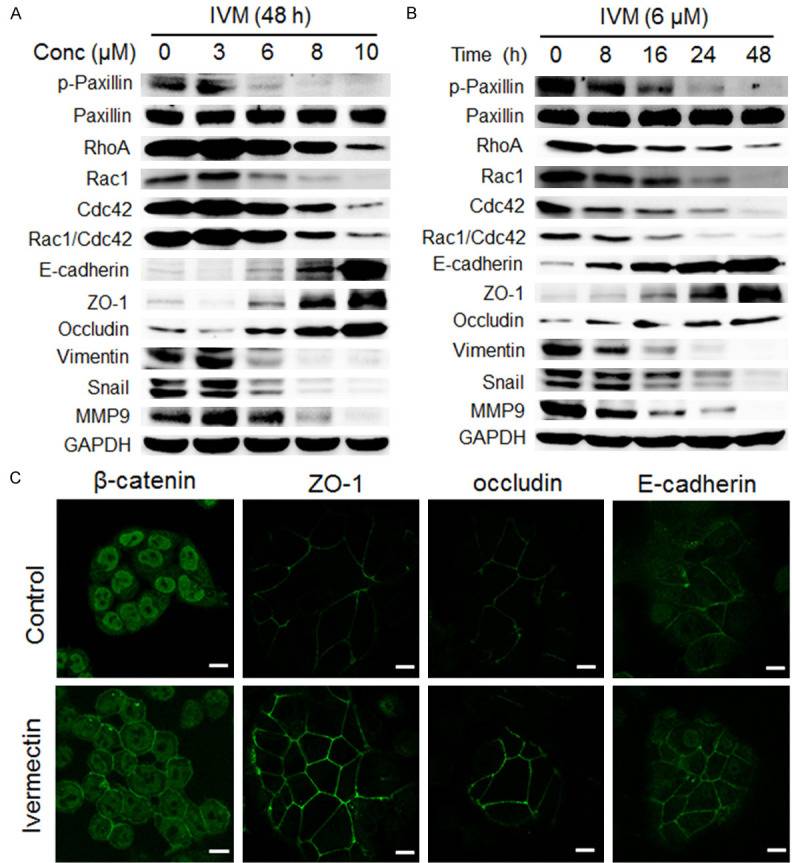 A
IVM (48 h)
Conc (µM) 0 3 6 8 10
p-Paxillin
Paxillin
RhoA
Rac1
Cdc42
Rac1/Cdc42
E-cadherin
ZO-1
Occludin
Vimentin
Snail
MMP9
GAPDH
B
IVM (6 µM)
Time (h) 0 8 16 24 48
p-Paxillin
Paxillin
RhoA
Rac1
Cdc42
Rac1/Cdc42
E-cadherin
ZO-1
Occludin
Vimentin
Snail
MMP9
GAPDH
C
β-catenin ZO-1 occludin E-cadherin
Control
Ivermectin